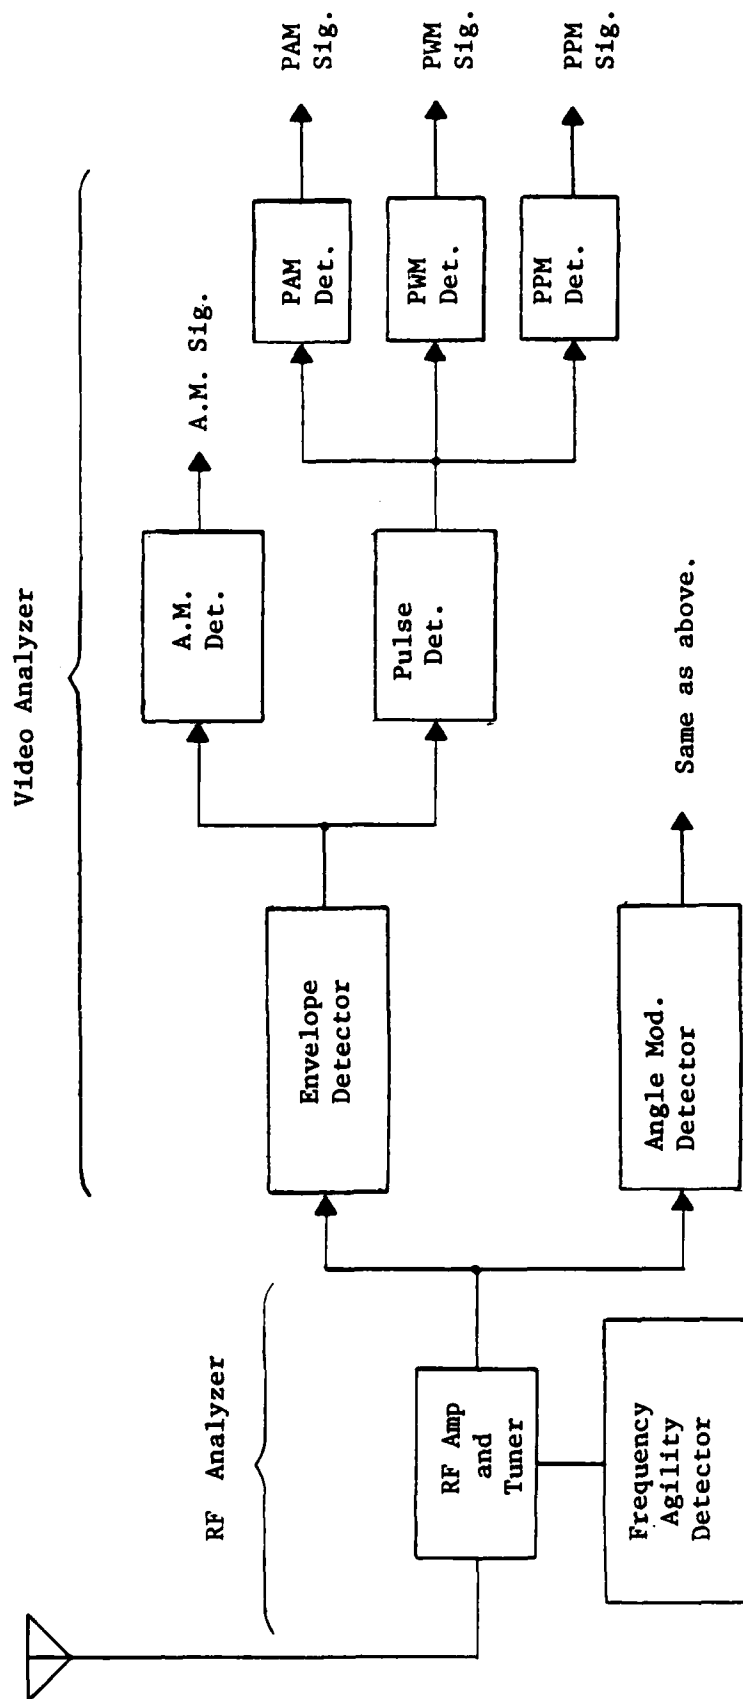 Video Analyzer
RF Analyzer
RF Amp
and
Tuner
Frequency
Agility
Detector
Envelope
Detector
Angle Mod.
Detector
Same as above.
A.M.
Det.
A.M. Sig.
Pulse
Det.
PAM
Det.
PAM
Sig.
PWM
Det.
PWM
Sig.
PPM
Det.
PPM
Sig.